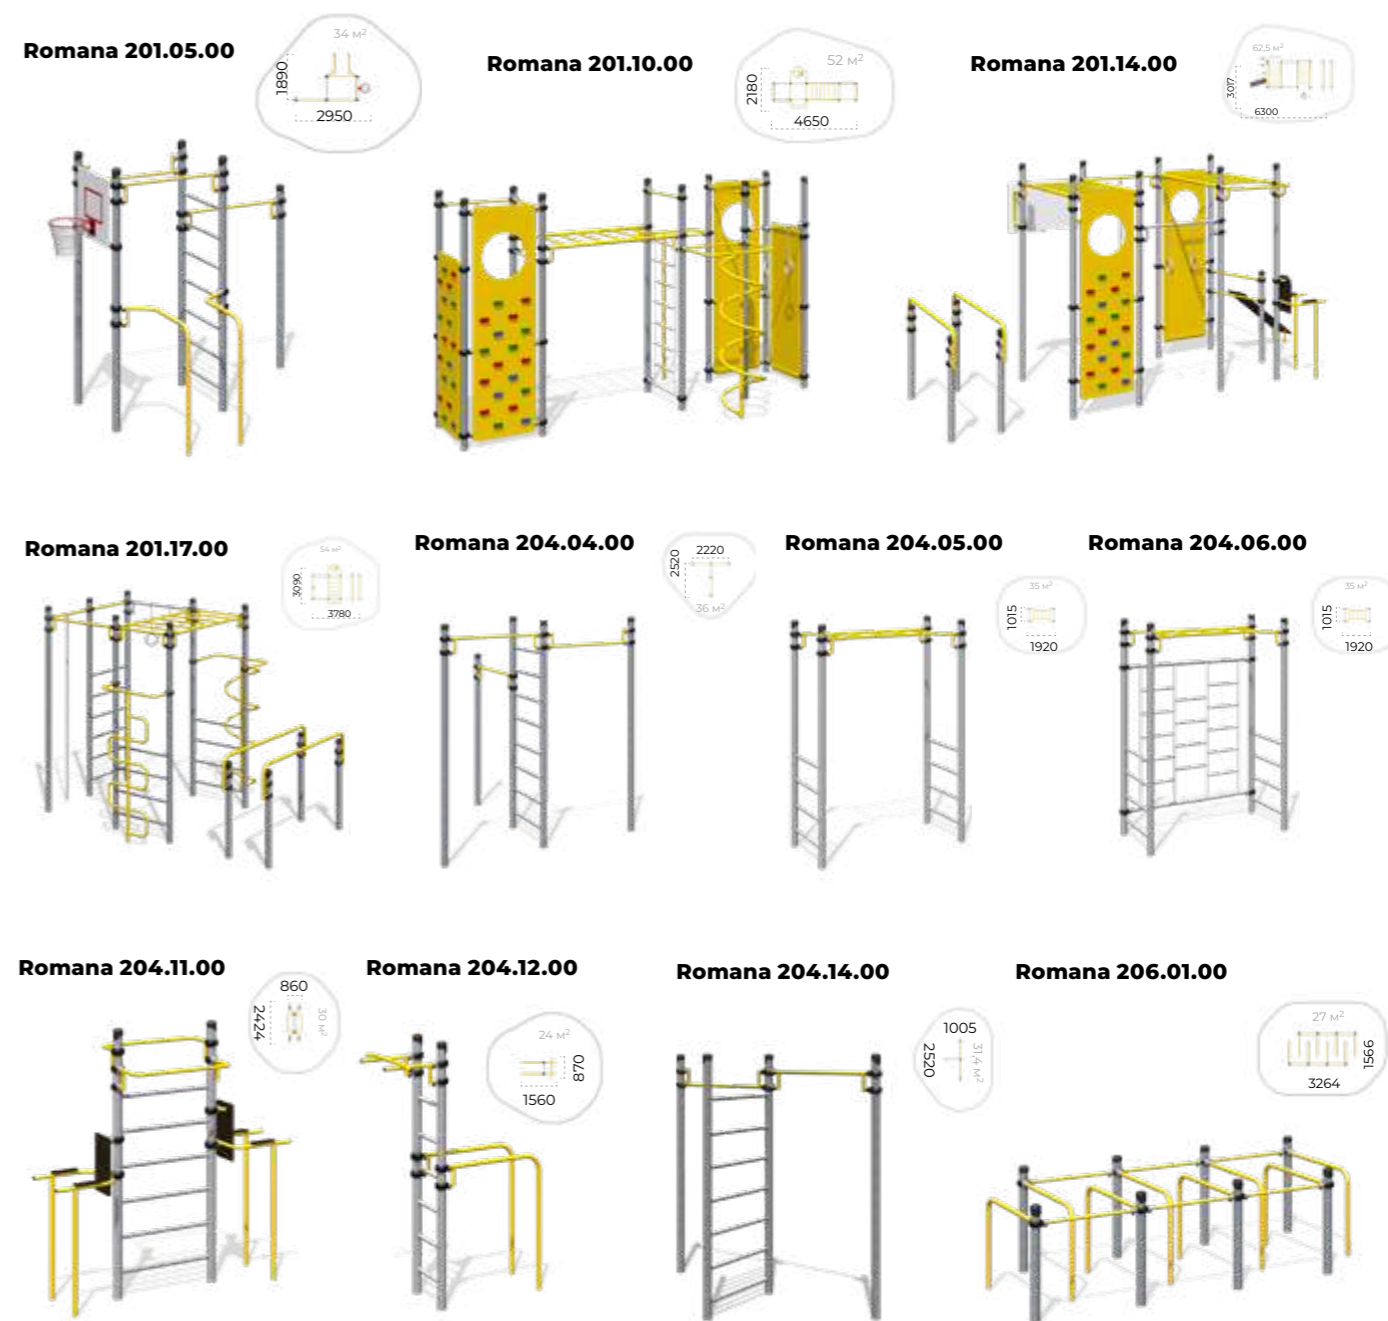 Romana 201.05.00
34 м²
1890
2950
Romana 201.10.00
52 м²
2180
4650
Romana 201.14.00
62,5 м²
3017
6300
Romana 201.17.00
54 м²
3090
3780
Romana 204.04.00
2220
2520
36 м²
Romana 204.05.00
35 м²
1015
1920
Romana 204.06.00
35 м²
1015
1920
Romana 204.11.00
860
2424
30 м²
Romana 204.12.00
24 м²
870
1560
Romana 204.14.00
1005
2520
31,4 м²
Romana 206.01.00
27 м²
1566
3264